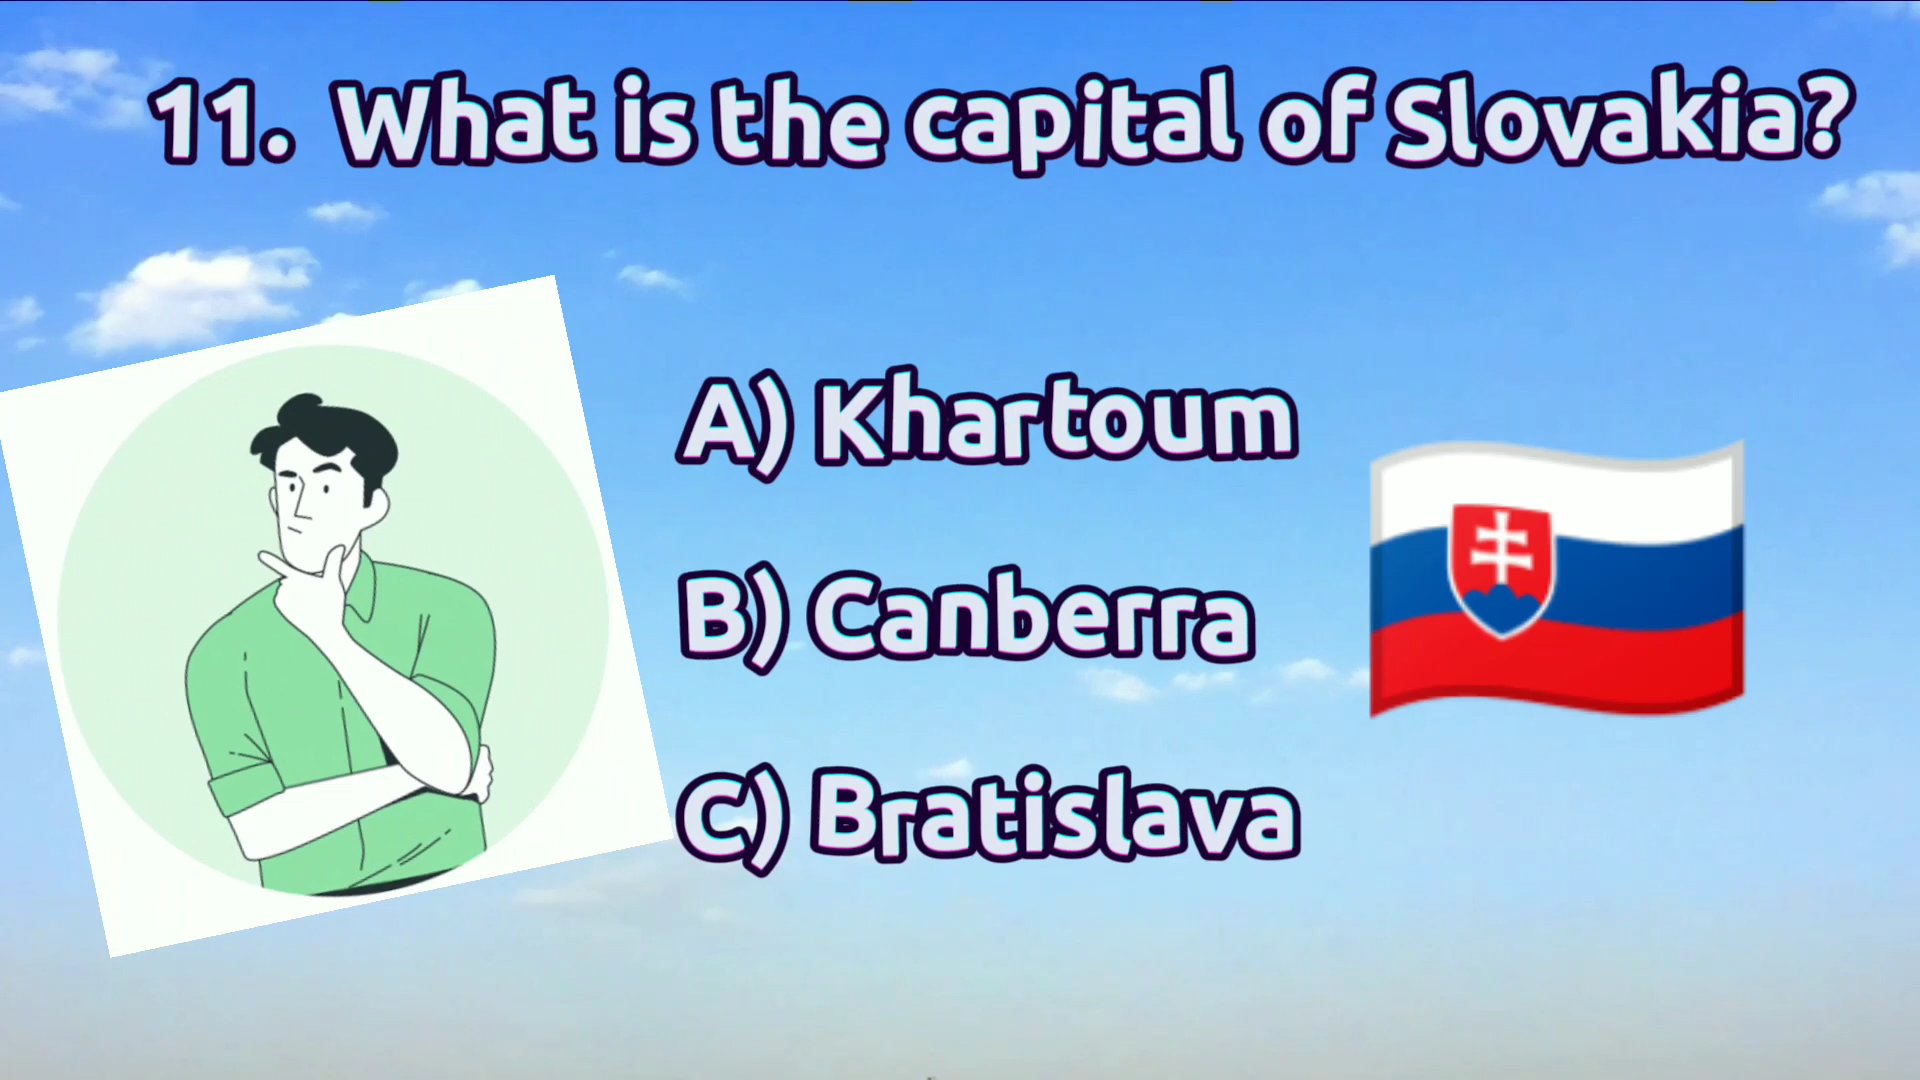 11. What is the capital of Slovakia?
A) Khartoum
B) Canberra
C) Bratislava